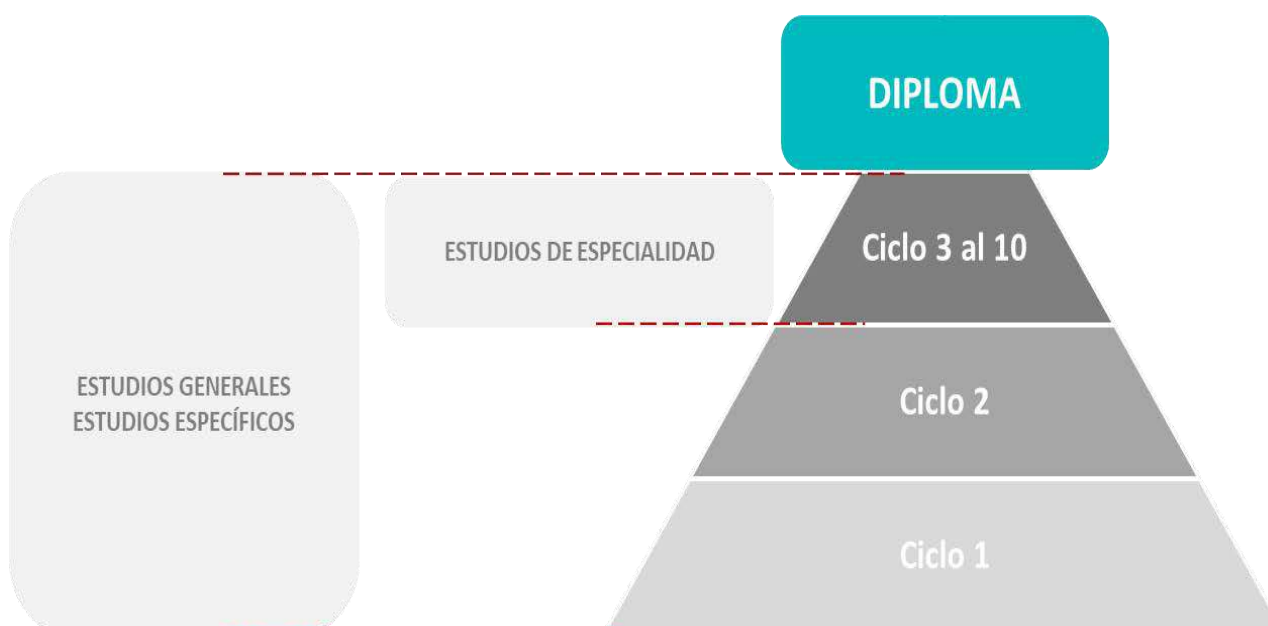 DIPLOMA
ESTUDIOS DE ESPECIALIDAD
Ciclo 3 al 10
ESTUDIOS GENERALES
ESTUDIOS ESPECÍFICOS
Ciclo 2
Ciclo 1